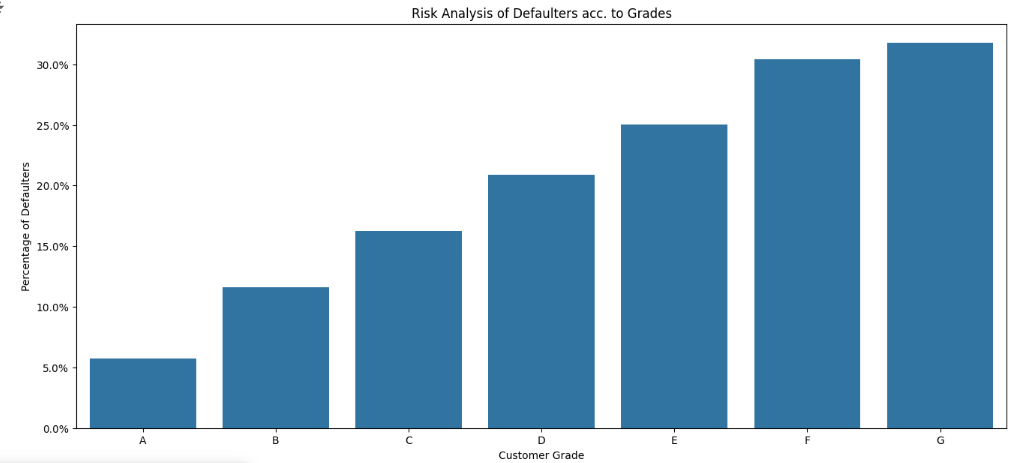 Risk Analysis of Defaulters acc. to Grades
30.0%
25.0%
20.0%
15.0%
10.0%
5.0%
0.0%
Percentage of Defaulters
A B C D E F G
Customer Grade